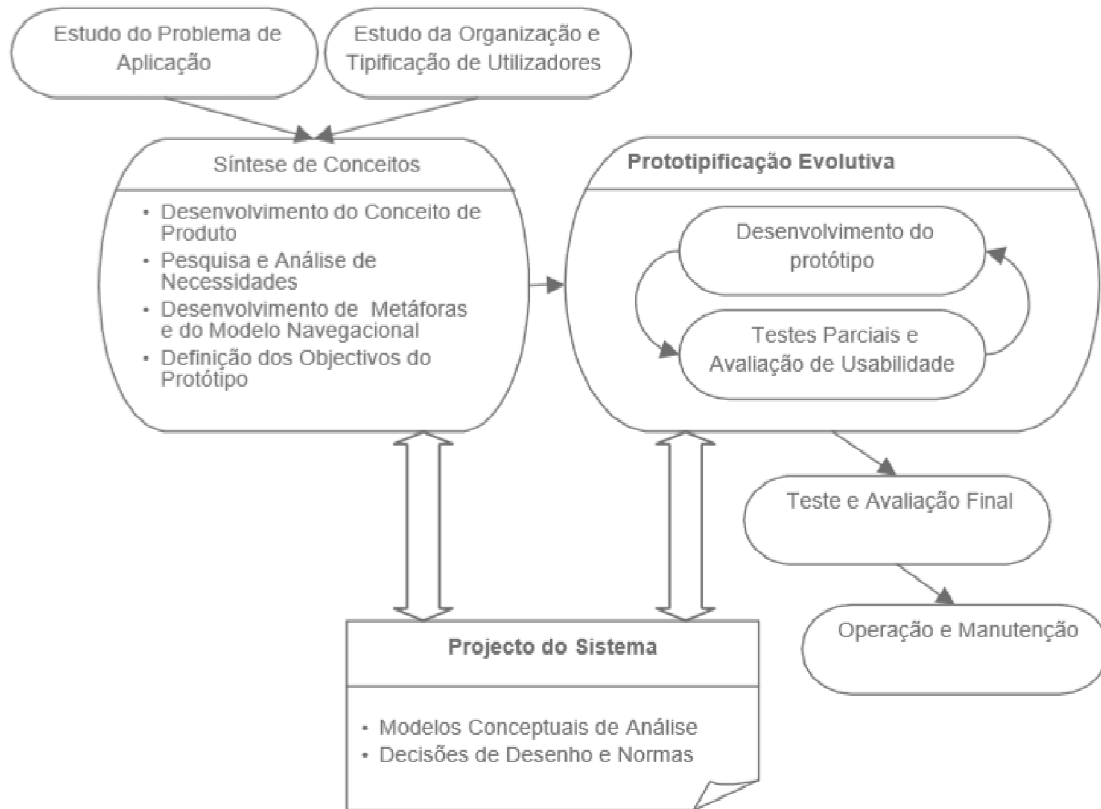 Estudo do Problema de
Aplicação
Estudo da Organização e
Tipificação de Utilizadores
Síntese de Conceitos
• Desenvolvimento do Conceito de
Produto
• Pesquisa e Análise de
Necessidades
• Desenvolvimento de Metáforas
e do Modelo Navegacional
• Definição dos Objectivos do
Protótipo
Prototipificação Evolutiva
Desenvolvimento do
protótipo
Testes Parciais e
Avaliação de Usabilidade
Teste e Avaliação Final
Operação e Manutenção
Projecto do Sistema
• Modelos Conceptuais de Análise
• Decisões de Desenho e Normas